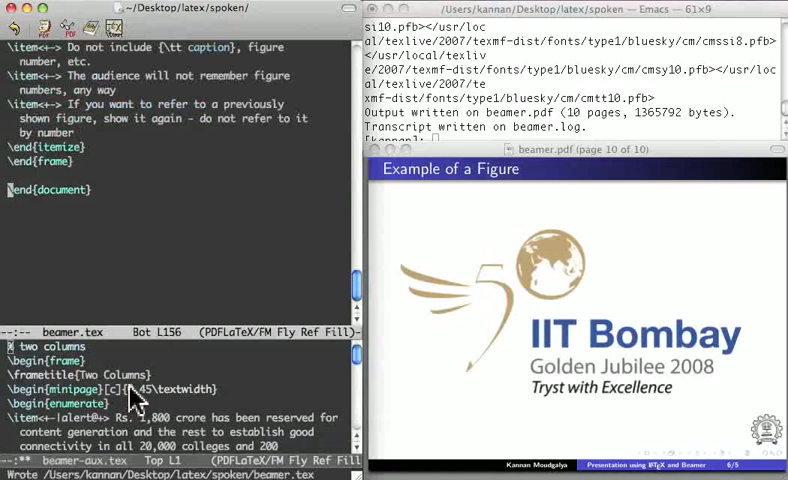 ~/Desktop/latex/spoken/
\item<+-> Do not include {\tt caption}, figure
number, etc.
\item<+-> The audience will not remember figure
numbers, any way
\item<+-> If you want to refer to a previously
shown figure, show it again - do not refer to it
by number
\end{itemize}
\end{frame}
\end{document}
--:-- beamer.tex Bot L156 (PDFLaTeX/FM Fly Ref Fill)-
% two columns
\begin{frame}
\frametitle{Two Columns}
\begin{minipage}[c]{0.45\textwidth}
\begin{enumerate}
\item<+-|alert@+> Rs. 1,800 crore has been reserved for
content generation and the rest to establish good
connectivity in all 20,000 colleges and 200
--:-- beamer-aux.tex Top L1 (PDFLaTeX/FM Fly Ref Fill
Wrote /Users/kannan/Desktop/latex/spoken/beamer.tex
/Users/kannan/Desktop/latex/spoken — Emacs — 61×9
si10.pfb></usr/loc
al/texlive/2007/texmf-dist/fonts/type1/bluesky/cm/cmssi8.pfb>
</usr/local/texliv
e/2007/texmf-dist/fonts/type1/bluesky/cm/cmsy10.pfb></usr/loc
al/texlive/2007/te
xmf-dist/fonts/type1/bluesky/cm/cmtt10.pfb>
Output written on beamer.pdf (10 pages, 1365792 bytes).
Transcript written on beamer.log.
[kannan]:
beamer.pdf (page 10 of 10)
Example of a Figure
IIT Bombay
Golden Jubilee 2008
Tryst with Excellence
Kannan Moudgalya Presentation using LaTeX and Beamer 6/5